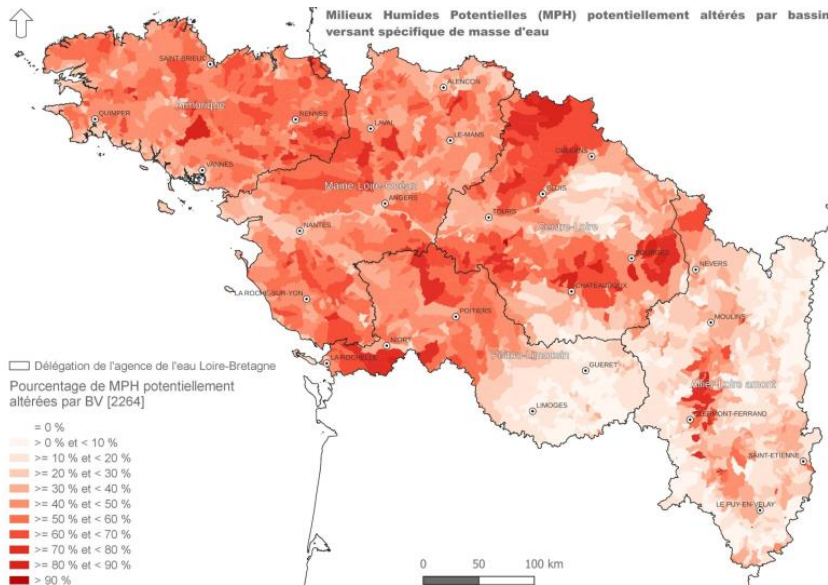 Milieux Humides Potentielles (MPH) potentiellement altérés par bassin
versant spécifique de masse d'eau
SAINT-BRIEUC
ALENCON
QUIMPER
Armorique
RENNES
LAVAL
LE-MANS
ORLEANS
VANNES
Maine-Loire-Océan
BLOIS
ANGERS
TOURS
Centre-Loire
NANTES
BOURGES
NEVERS
LA ROCHE-SUR-YON
CHATEAUROUX
POITIERS
MOULINS
NIORT
Poitou-Limousin
LA ROCHELLE
GUERET
Allier-Loire amont
LIMOGES
CLERMONT-FERRAND
SAINT-ETIENNE
LE PUY-EN-VELAY
Délégation de l'agence de l'eau Loire-Bretagne
Pourcentage de MPH potentiellement
altérées par BV [2264]
= 0 %
> 0 % et < 10 %
>= 10 % et < 20 %
>= 20 % et < 30 %
>= 30 % et < 40 %
>= 40 % et < 50 %
>= 50 % et < 60 %
>= 60 % et < 70 %
>= 70 % et < 80 %
>= 80 % et < 90 %
> 90 %
0 50 100 km